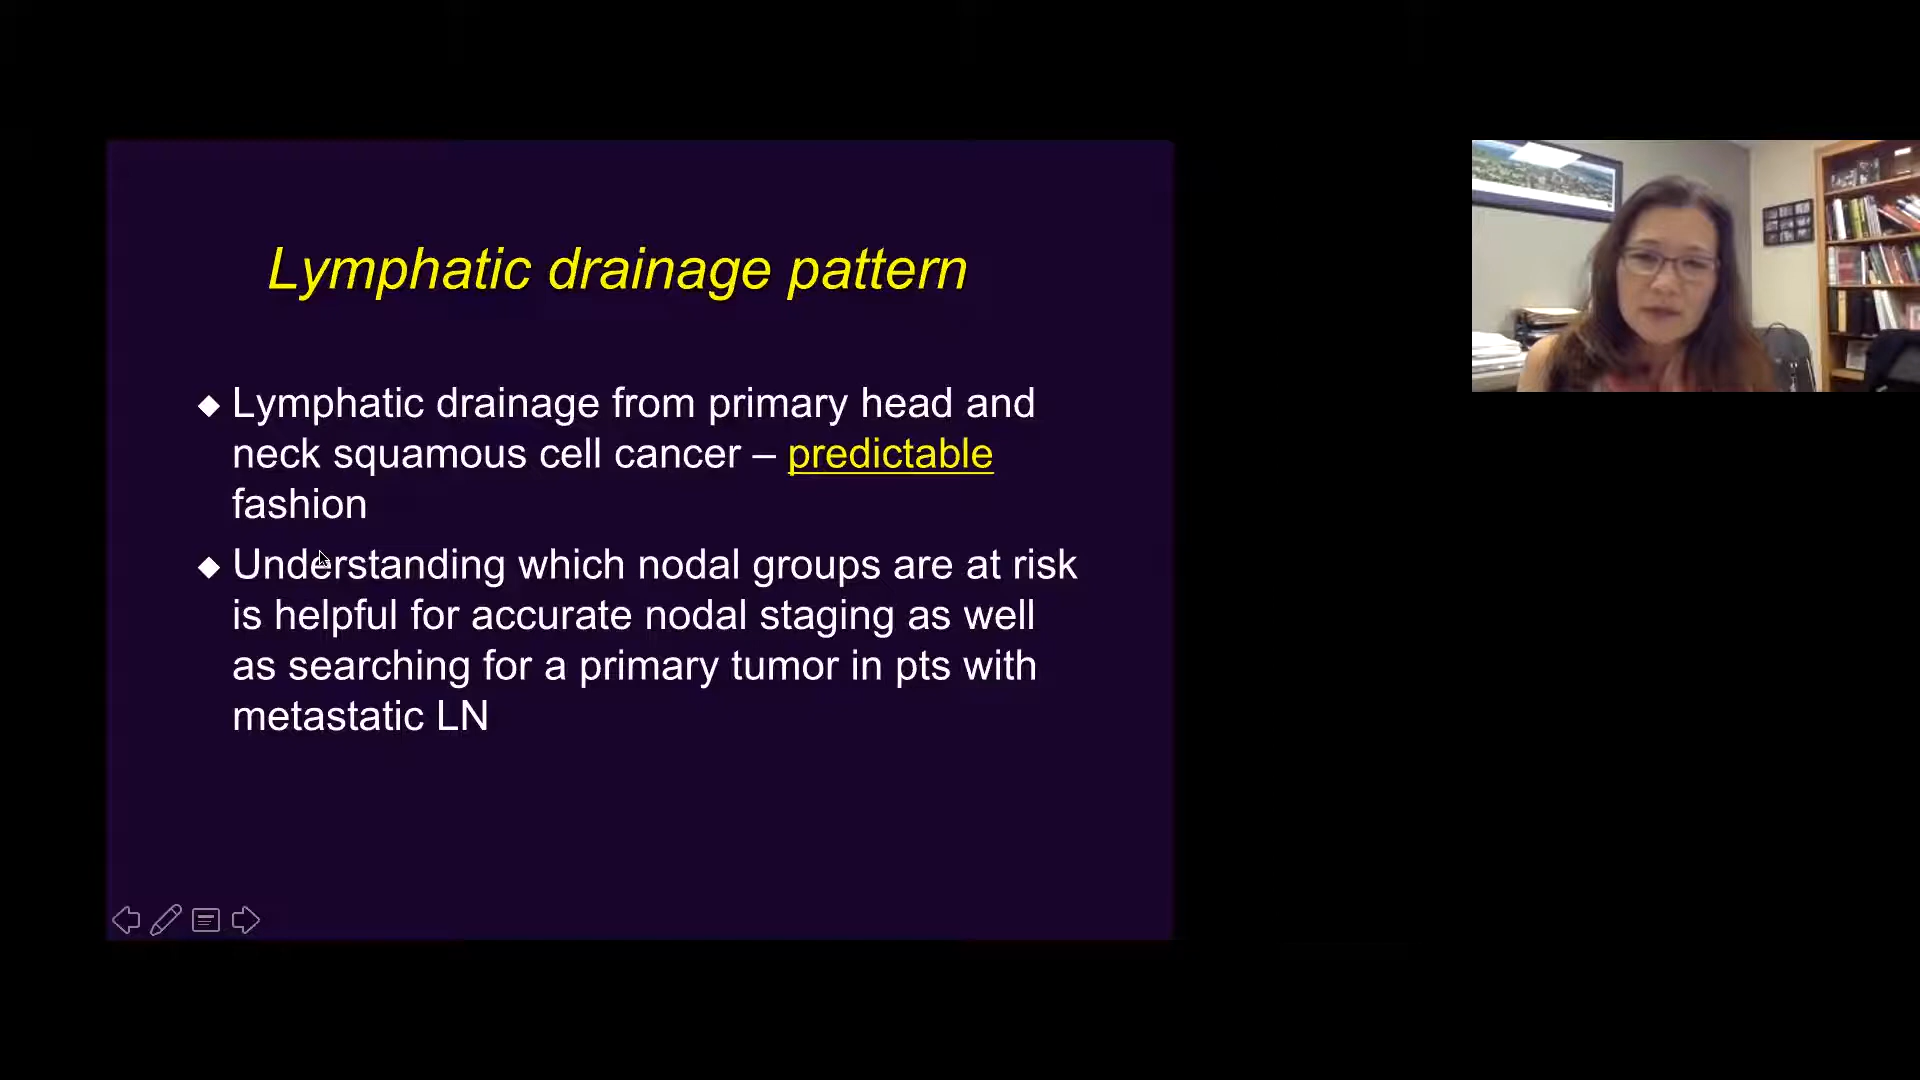 Lymphatic drainage pattern
◆ Lymphatic drainage from primary head and
neck squamous cell cancer – predictable
fashion
◆ Understanding which nodal groups are at risk
is helpful for accurate nodal staging as well
as searching for a primary tumor in pts with
metastatic LN